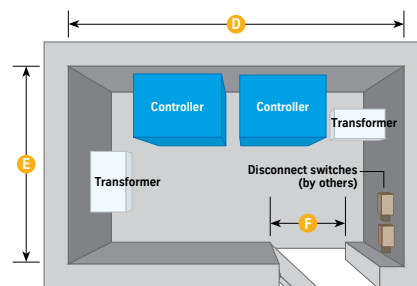 D
Controller
Controller
Transformer
E
Transformer
Disconnect switches
(by others)
F